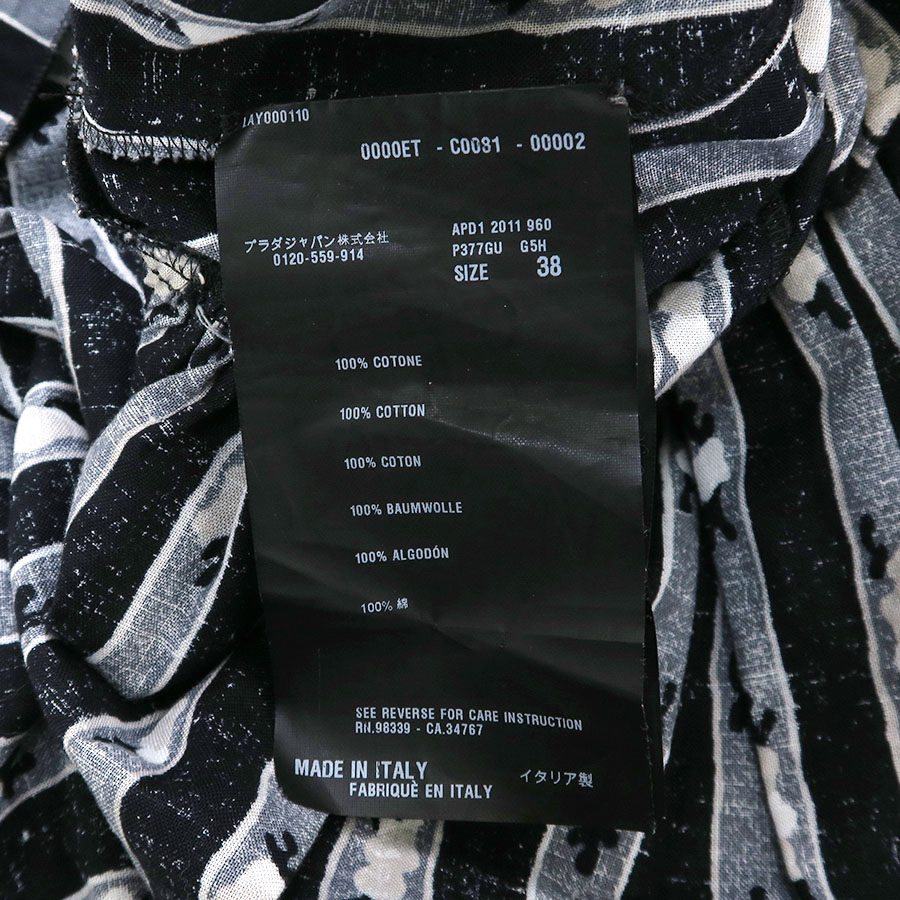 IAY000110
0000ET - C0081 - 00002
プラダジャパン株式会社
0120-559-914
APD1 2011 960
P377GU G5H
SIZE 38
100% COTONE
100% COTTON
100% COTON
100% BAUMWOLLE
100% ALGODÓN
100% 綿
SEE REVERSE FOR CARE INSTRUCTION
RN.98339 - CA.34767
MADE IN ITALY
FABRIQUÈ EN ITALY
イタリア製